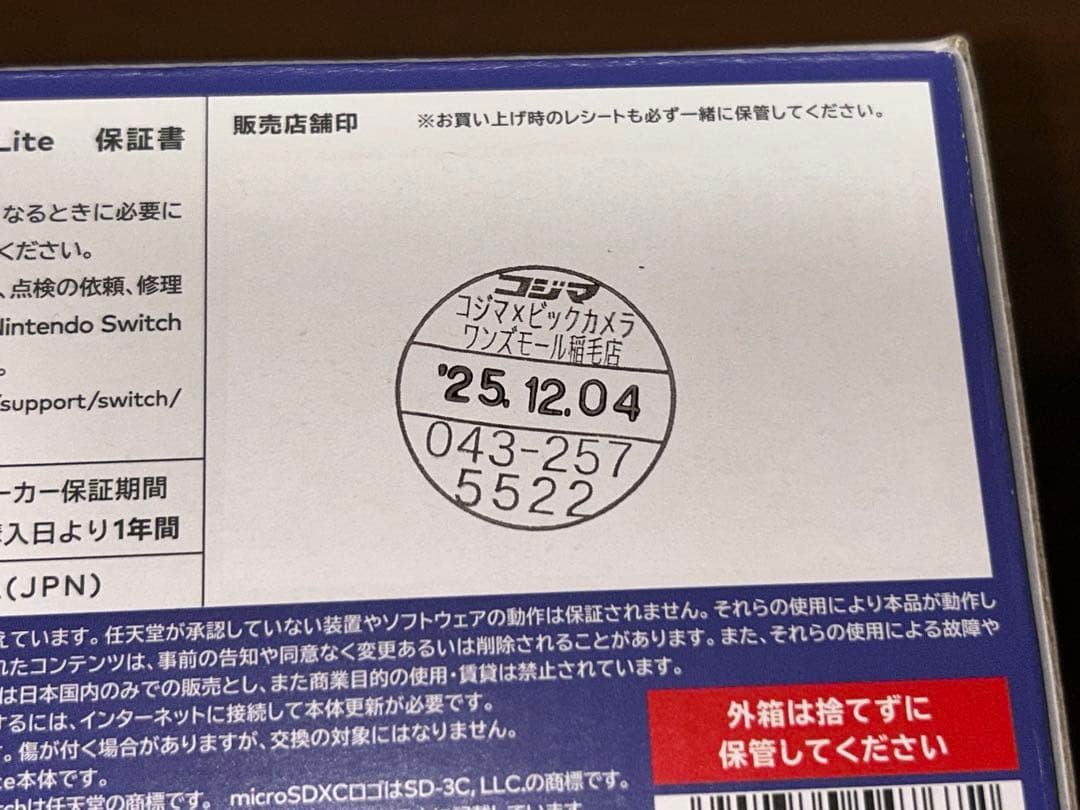 Lite 保証書
なるときに必要に
ください。
、点検の依頼、修理
Nintendo Switch
。
/support/switch/
ーカー保証期間
入日より1年間
(JPN)
販売店舗印
※お買い上げ時のレシートも必ず一緒に保管してください。
コジマ
コジマ×ビックカメラ
ワンズモール稲毛店
'25.12.04
043-257
5522
えています。任天堂が承認していない装置やソフトウェアの動作は保証されません。それらの使用により本品が動作し
れたコンテンツは、事前の告知や同意なく変更あるいは削除されることがあります。また、それらの使用による故障や
は日本国内のみでの販売とし、また商業目的の使用・賃貸は禁止されています。
するには、インターネットに接続して本体更新が必要です。
す。傷が付く場合がありますが、交換の対象にはなりません。
te本体です。
tchは任天堂の商標です。 microSDXCロゴはSD-3C, LLC.の商標です。
外箱は捨てずに
保管してください